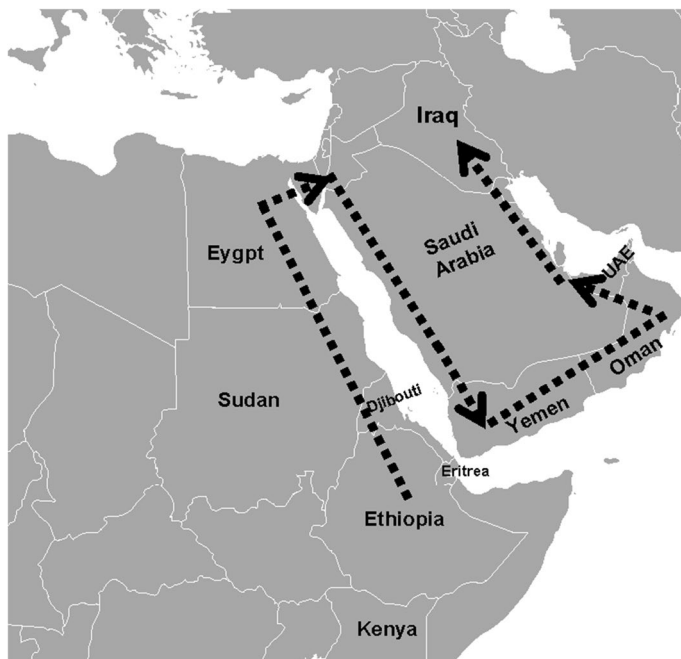 Iraq
Saudi
Arabia
UAE
Eygpt
Oman
Sudan
Djibouti
Yemen
Eritrea
Ethiopia
Kenya